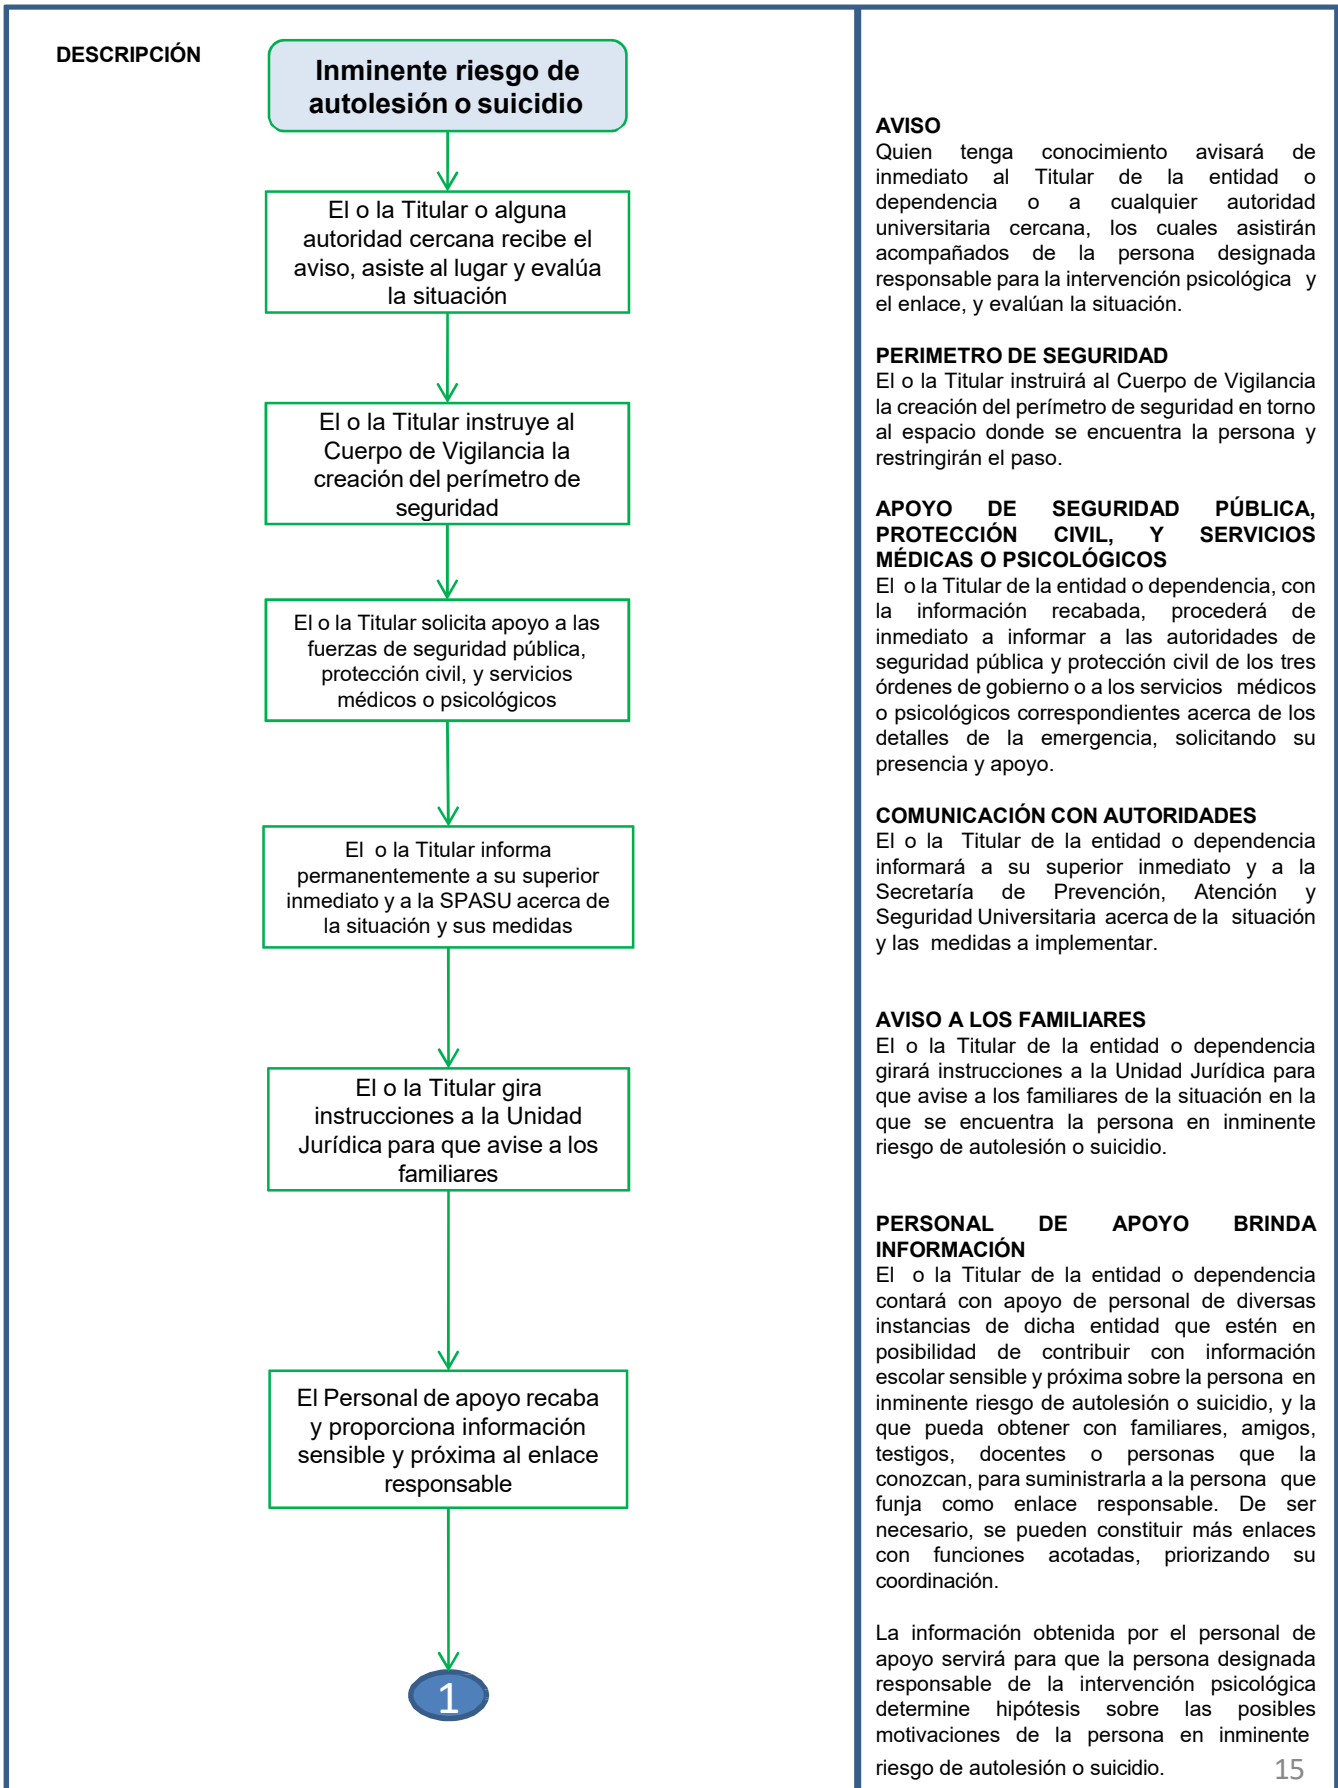 DESCRIPCIÓN
Inminente riesgo de
autolesión o suicidio
El o la Titular o alguna
autoridad cercana recibe el
aviso, asiste al lugar y evalúa
la situación
El o la Titular instruye al
Cuerpo de Vigilancia la
creación del perímetro de
seguridad
El o la Titular solicita apoyo a las
fuerzas de seguridad pública,
protección civil, y servicios
médicos o psicológicos
El o la Titular informa
permanentemente a su superior
inmediato y a la SPASU acerca de
la situación y sus medidas
El o la Titular gira
instrucciones a la Unidad
Jurídica para que avise a los
familiares
El Personal de apoyo recaba
y proporciona información
sensible y próxima al enlace
responsable
1
AVISO
Quien tenga conocimiento avisará de
inmediato al Titular de la entidad o
dependencia o a cualquier autoridad
universitaria cercana, los cuales asistirán
acompañados de la persona designada
responsable para la intervención psicológica y
el enlace, y evalúan la situación.
PERIMETRO DE SEGURIDAD
El o la Titular instruirá al Cuerpo de Vigilancia
la creación del perímetro de seguridad en torno
al espacio donde se encuentra la persona y
restringirán el paso.
APOYO DE SEGURIDAD PÚBLICA,
PROTECCIÓN CIVIL, Y SERVICIOS
MÉDICAS O PSICOLÓGICOS
El o la Titular de la entidad o dependencia, con
la información recabada, procederá de
inmediato a informar a las autoridades de
seguridad pública y protección civil de los tres
órdenes de gobierno o a los servicios médicos
o psicológicos correspondientes acerca de los
detalles de la emergencia, solicitando su
presencia y apoyo.
COMUNICACIÓN CON AUTORIDADES
El o la Titular de la entidad o dependencia
informará a su superior inmediato y a la
Secretaría de Prevención, Atención y
Seguridad Universitaria acerca de la situación
y las medidas a implementar.
AVISO A LOS FAMILIARES
El o la Titular de la entidad o dependencia
girará instrucciones a la Unidad Jurídica para
que avise a los familiares de la situación en la
que se encuentra la persona en inminente
riesgo de autolesión o suicidio.
PERSONAL DE APOYO BRINDA
INFORMACIÓN
El o la Titular de la entidad o dependencia
contará con apoyo de personal de diversas
instancias de dicha entidad que estén en
posibilidad de contribuir con información
escolar sensible y próxima sobre la persona en
inminente riesgo de autolesión o suicidio, y la
que pueda obtener con familiares, amigos,
testigos, docentes o personas que la
conozcan, para suministrarla a la persona que
funja como enlace responsable. De ser
necesario, se pueden constituir más enlaces
con funciones acotadas, priorizando su
coordinación.
La información obtenida por el personal de
apoyo servirá para que la persona designada
responsable de la intervención psicológica
determine hipótesis sobre las posibles
motivaciones de la persona en inminente
riesgo de autolesión o suicidio.
15